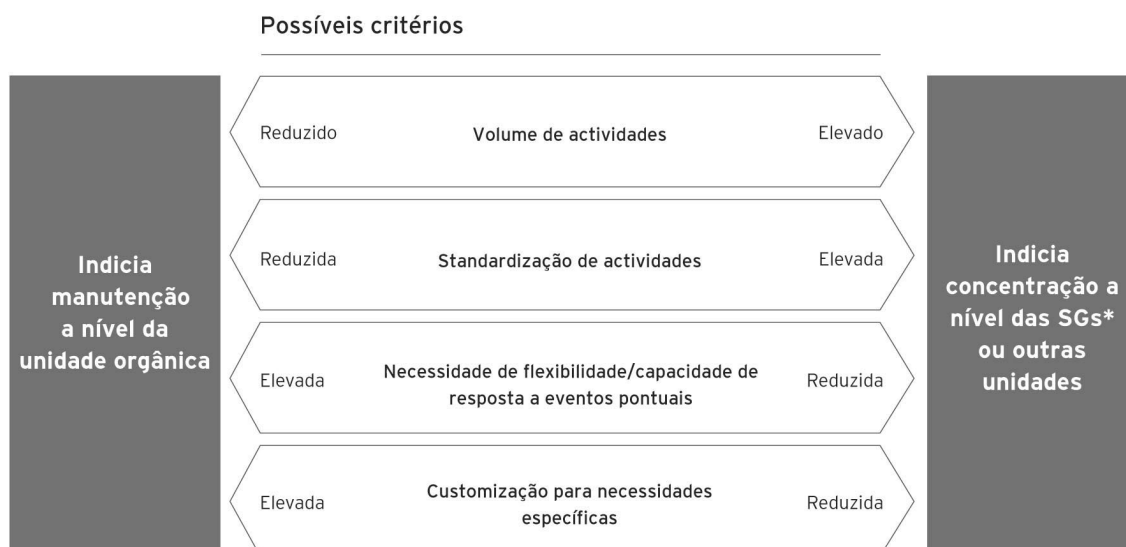 Possíveis critérios
Indicia
manutenção
a nível da
unidade orgânica
Reduzido
Volume de actividades
Elevado
Reduzida
Standardização de actividades
Elevada
Elevada
Necessidade de flexibilidade/capacidade de
resposta a eventos pontuais
Reduzida
Elevada
Customização para necessidades
específicas
Reduzida
Indicia
concentração a
nível das SGs*
ou outras
unidades